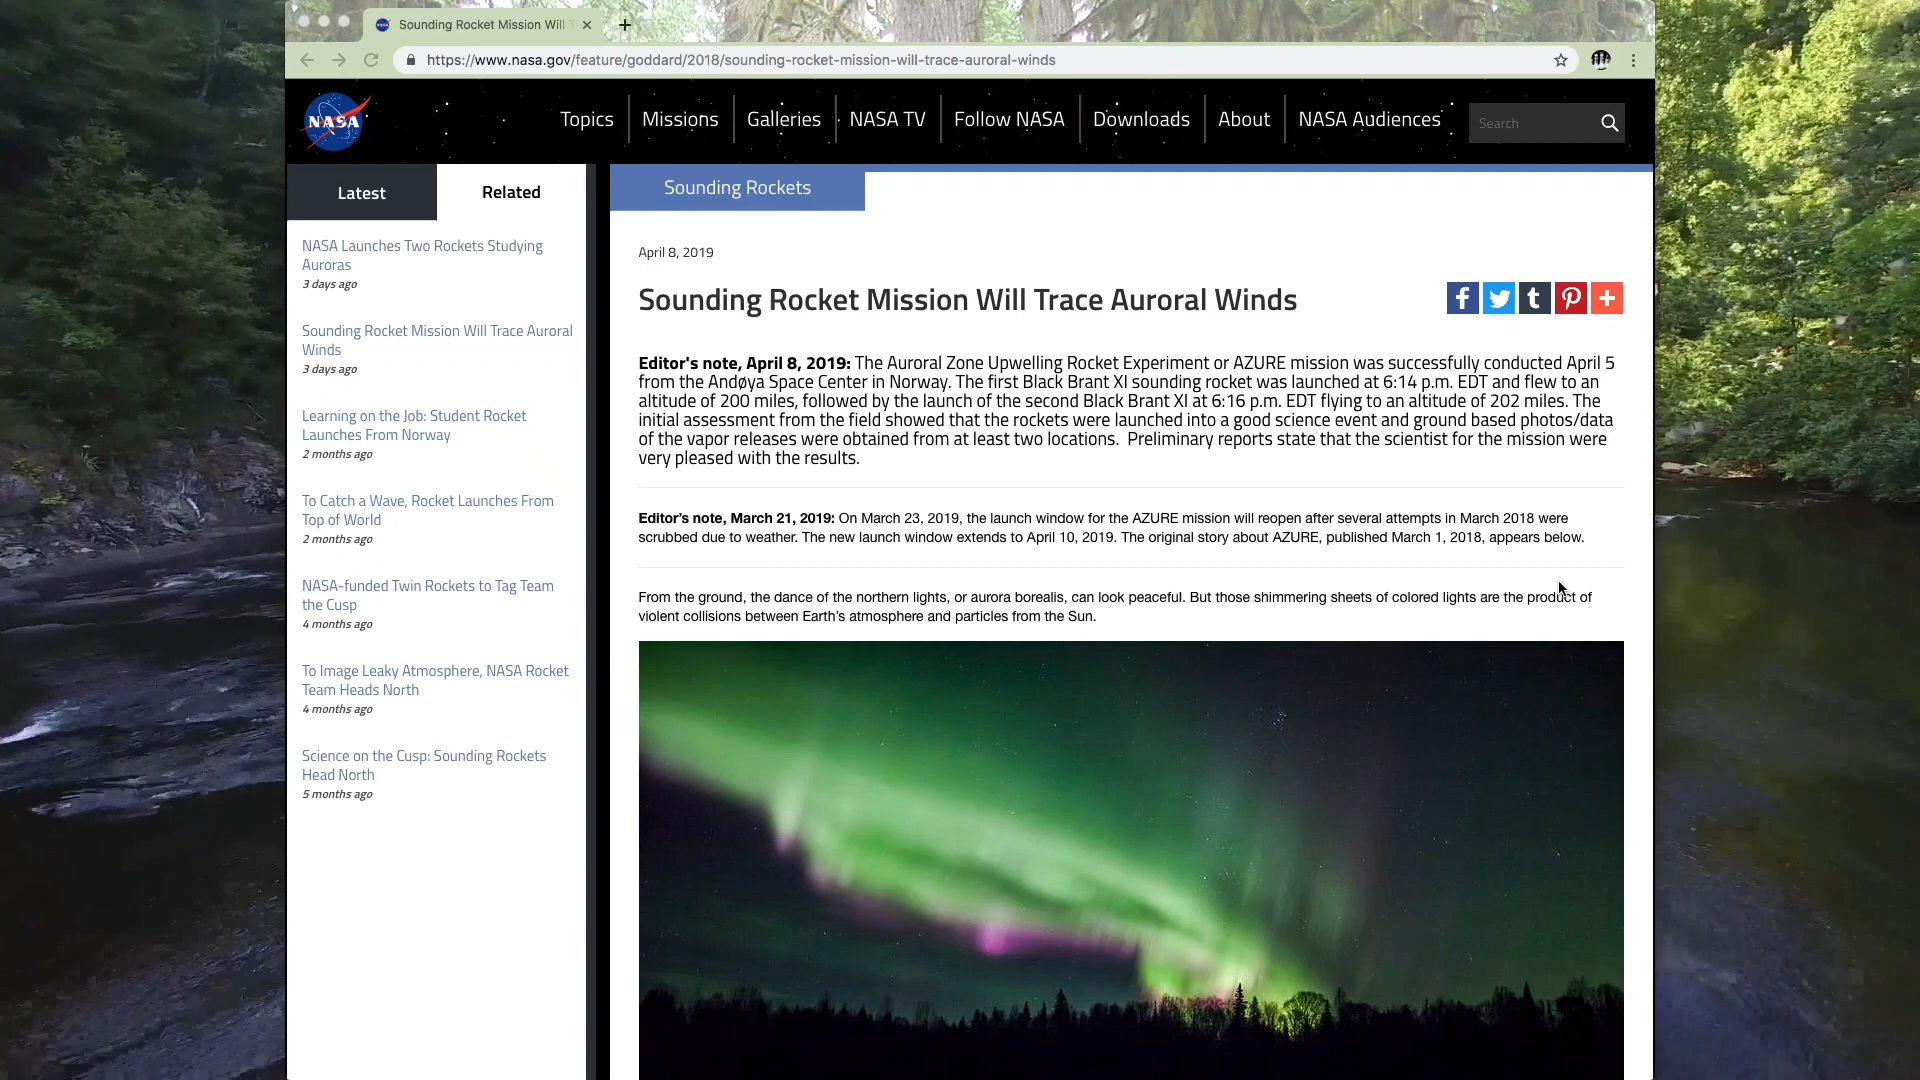 Sounding Rocket Mission Will
https://www.nasa.gov/feature/goddard/2018/sounding-rocket-mission-will-trace-auroral-winds
NASA
Topics
Missions
Galleries
NASA TV
Follow NASA
Downloads
About
NASA Audiences
Search
Latest
Related
NASA Launches Two Rockets Studying
Auroras
3 days ago
Sounding Rocket Mission Will Trace Auroral
Winds
3 days ago
Learning on the Job: Student Rocket
Launches From Norway
2 months ago
To Catch a Wave, Rocket Launches From
Top of World
2 months ago
NASA-funded Twin Rockets to Tag Team
the Cusp
4 months ago
To Image Leaky Atmosphere, NASA Rocket
Team Heads North
4 months ago
Science on the Cusp: Sounding Rockets
Head North
5 months ago
Sounding Rockets
April 8, 2019
Sounding Rocket Mission Will Trace Auroral Winds
Editor's note, April 8, 2019: The Auroral Zone Upwelling Rocket Experiment or AZURE mission was successfully conducted April 5
from the Andøya Space Center in Norway. The first Black Brant XI sounding rocket was launched at 6:14 p.m. EDT and flew to an
altitude of 200 miles, followed by the launch of the second Black Brant XI at 6:16 p.m. EDT flying to an altitude of 202 miles. The
initial assessment from the field showed that the rockets were launched into a good science event and ground based photos/data
of the vapor releases were obtained from at least two locations. Preliminary reports state that the scientist for the mission were
very pleased with the results.
Editor's note, March 21, 2019: On March 23, 2019, the launch window for the AZURE mission will reopen after several attempts in March 2018 were
scrubbed due to weather. The new launch window extends to April 10, 2019. The original story about AZURE, published March 1, 2018, appears below.
From the ground, the dance of the northern lights, or aurora borealis, can look peaceful. But those shimmering sheets of colored lights are the product of
violent collisions between Earth's atmosphere and particles from the Sun.